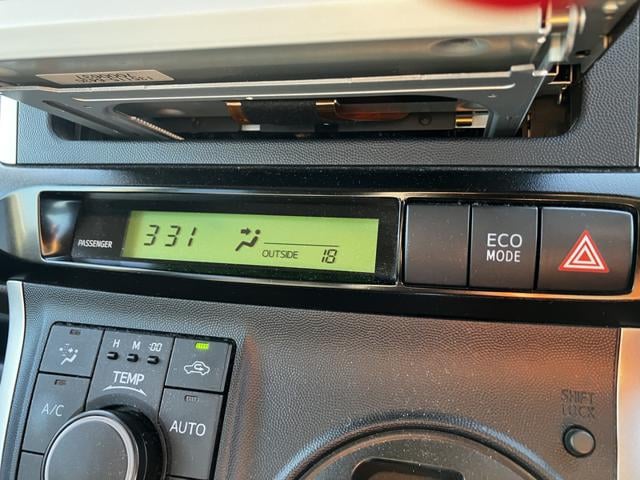 PASSENGER
331
OUTSIDE 18
ECO
MODE
H M :00
TEMP
A/C
AUTO
SHIFT
LOCK